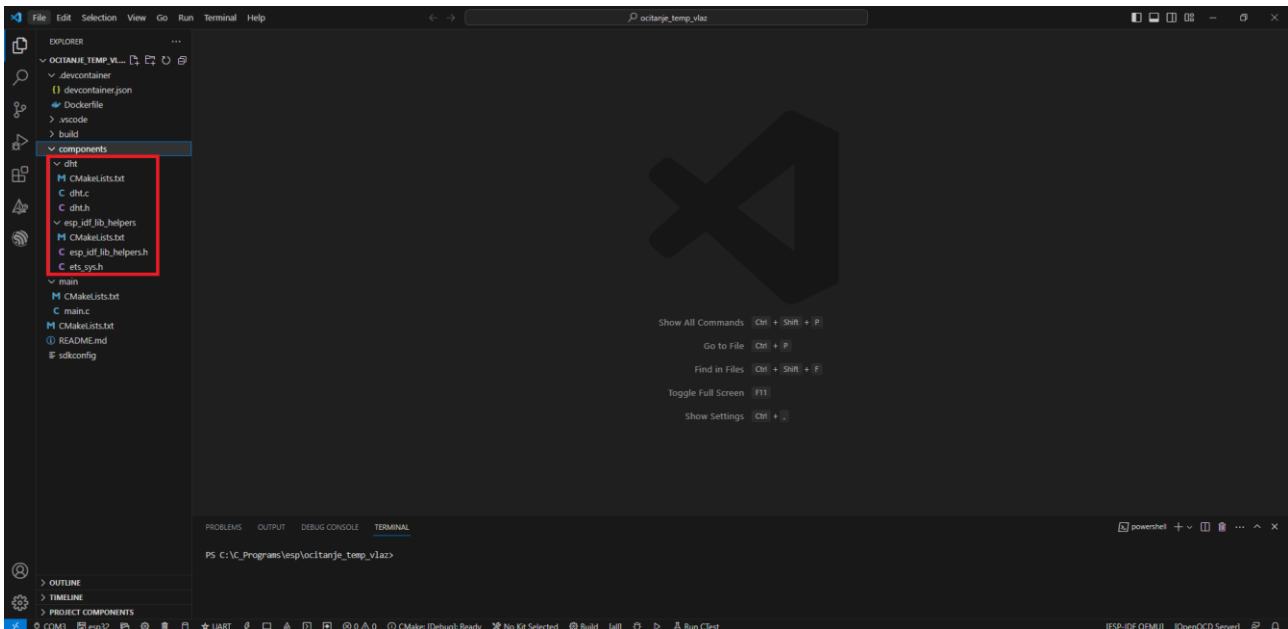 File Edit Selection View Go Run Terminal Help
ocitanje_temp_vlaz
EXPLORER
OCITANJE_TEMP_VL...
.devcontainer
devcontainer.json
Dockerfile
.vscode
build
components
dht
CMakeLists.txt
dht.c
dht.h
esp_idf_lib_helpers
CMakeLists.txt
esp_idf_lib_helpers.h
ets_sys.h
main
CMakeLists.txt
main.c
CMakeLists.txt
README.md
sdkconfig
Show All Commands Ctrl + Shift + P
Go to File Ctrl + P
Find in Files Ctrl + Shift + F
Toggle Full Screen F11
Show Settings Ctrl + ,
PROBLEMS OUTPUT DEBUG CONSOLE TERMINAL
powershell
PS C:\C_Programs\esp\ocitanje_temp_vlaz>
OUTLINE
TIMELINE
PROJECT COMPONENTS
COM3 esp32 UART 0 0 CMake: [Debug]: Ready No Kit Selected Build [all] Run CTest [ESP-IDF QEMU] [OpenOCD Server]